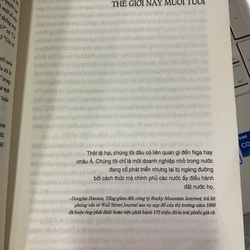 THẾ GIỚI NÀY MƯỜI TUỔI
Thật tệ hại, chúng tôi đâu có liên quan gì đến Nga hay
châu Á. Chúng tôi chỉ là một doanh nghiệp nhỏ trong nước
đang cố phát triển nhưng lại bị ngáng đường
bởi cách thức mà chính phủ các nước ấy điều hành
đất nước họ.
- Douglas Hanson, Tổng giám đốc công ty Rocky Mountain Internet, trả lời
phỏng vấn tờ Wall Street Journal sau vụ sụp đổ của thị trường năm 1998
đã buộc ông phải đình hoãn việc phát hành 175 triệu đô-la trái phiếu giá rẻ.